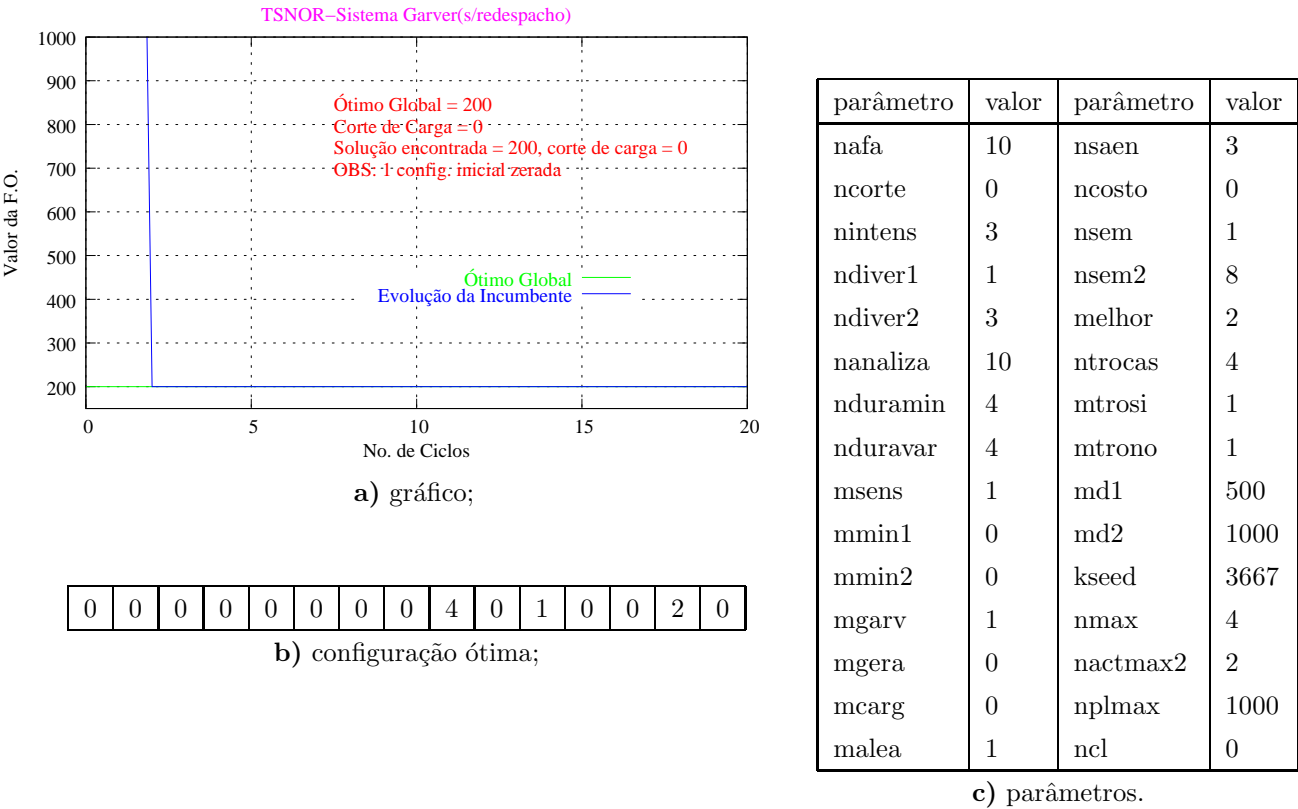 TSNOR–Sistema Garver(s/redespacho)
1000
900
800
700
600
500
400
300
200
Valor da F.O.
Ótimo Global = 200
Corte de Carga = 0
Solução encontrada = 200, corte de carga = 0
OBS: 1 config. inicial zerada
Ótimo Global
Evolução da Incumbente
0 5 10 15 20
No. de Ciclos
a) gráfico;
0 0 0 0 0 0 0 0 4 0 1 0 0 2 0
b) configuração ótima;
parâmetro valor parâmetro valor
nafa 10 nsaen 3
ncorte 0 ncosto 0
nintens 3 nsem 1
ndiver1 1 nsem2 8
ndiver2 3 melhor 2
nanaliza 10 ntrocas 4
nduramin 4 mtrosi 1
nduravar 4 mtrono 1
msens 1 md1 500
mmin1 0 md2 1000
mmin2 0 kseed 3667
mgarv 1 nmax 4
mgera 0 nactmax2 2
mcarg 0 nplmax 1000
malea 1 ncl 0
c) parâmetros.